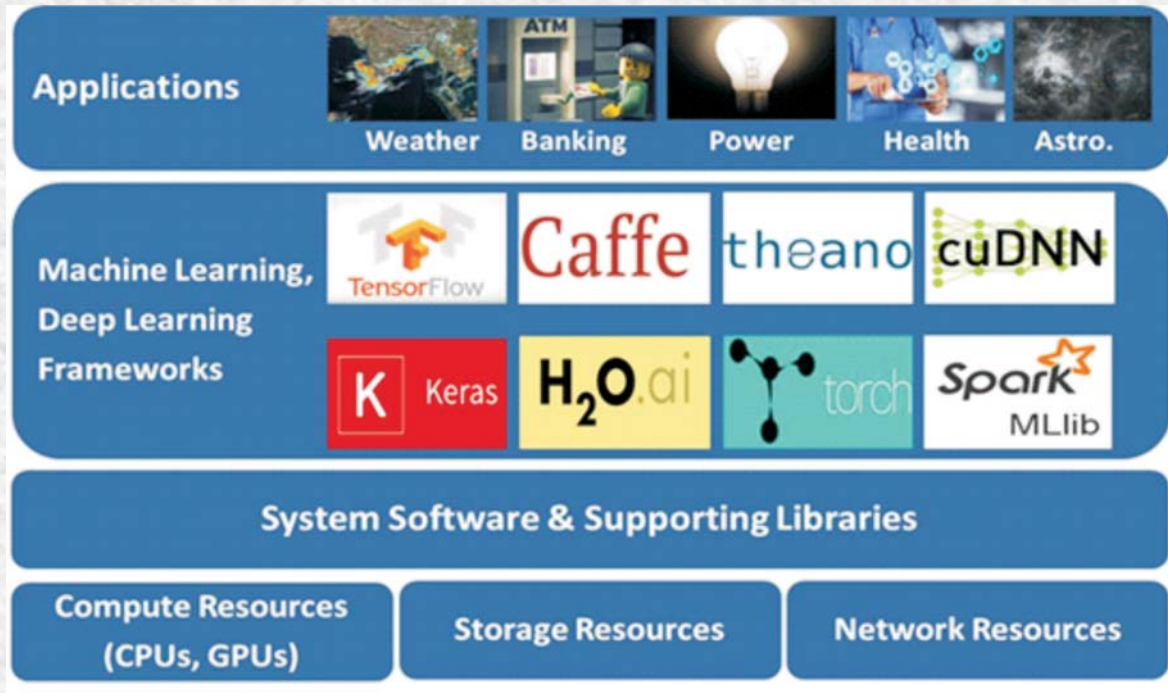 Applications
ATM
Weather
Banking
Power
Health
Astro.
Machine Learning,
Deep Learning
Frameworks
TensorFlow
Caffe
theano
cuDNN
K Keras
H₂O.ai
torch
Spark
MLlib
System Software & Supporting Libraries
Compute Resources
(CPUs, GPUs)
Storage Resources
Network Resources